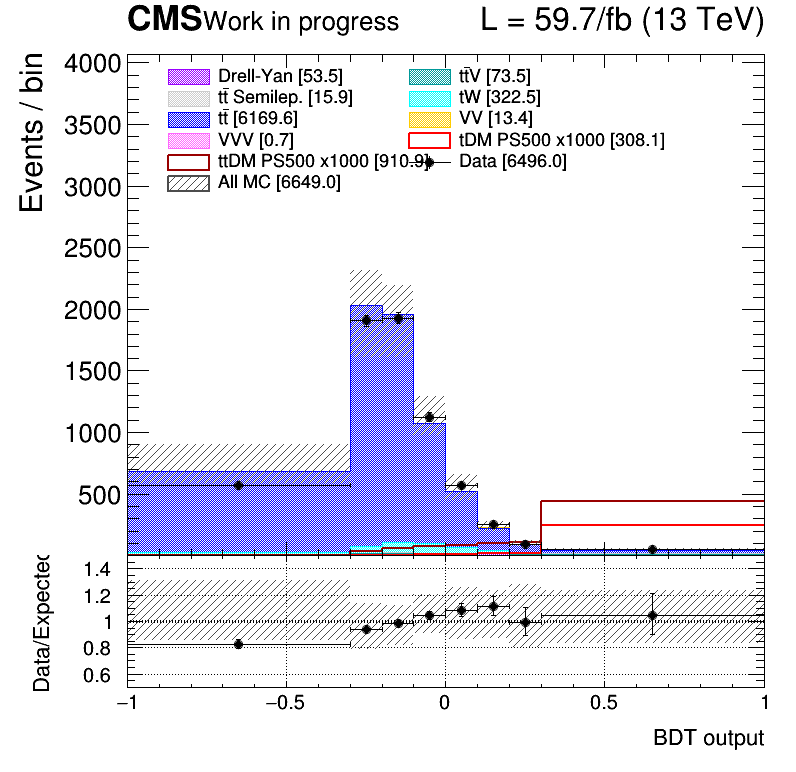 CMS Work in progress L = 59.7/fb (13 TeV)
Events / bin
4000
3500
3000
2500
2000
1500
1000
500
Drell-Yan [53.5] tt̄V [73.5]
tt̄ Semilep. [15.9] tW [322.5]
tt̄ [6169.6] VV [13.4]
VVV [0.7] tDM PS500 x1000 [308.1]
ttDM PS500 x1000 [910.9] Data [6496.0]
All MC [6649.0]
Data/Expected
1.4
1.2
1
0.8
0.6
−1 −0.5 0 0.5 1
BDT output